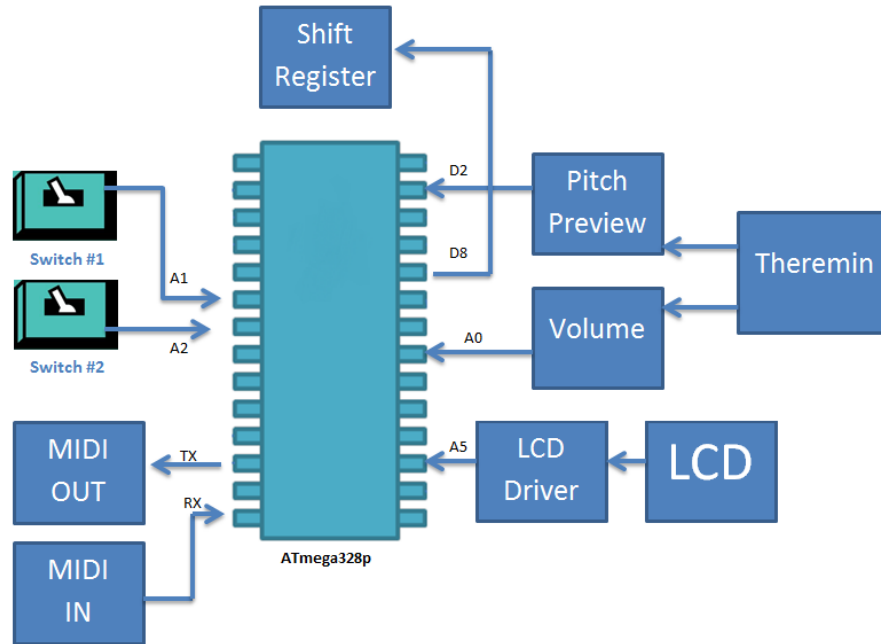 Shift
Register
D2
Pitch
Preview
Switch #1
D8
Theremin
A1
Volume
A0
A2
Switch #2
MIDI
OUT
TX
A5
LCD
Driver
LCD
RX
MIDI
IN
ATmega328p